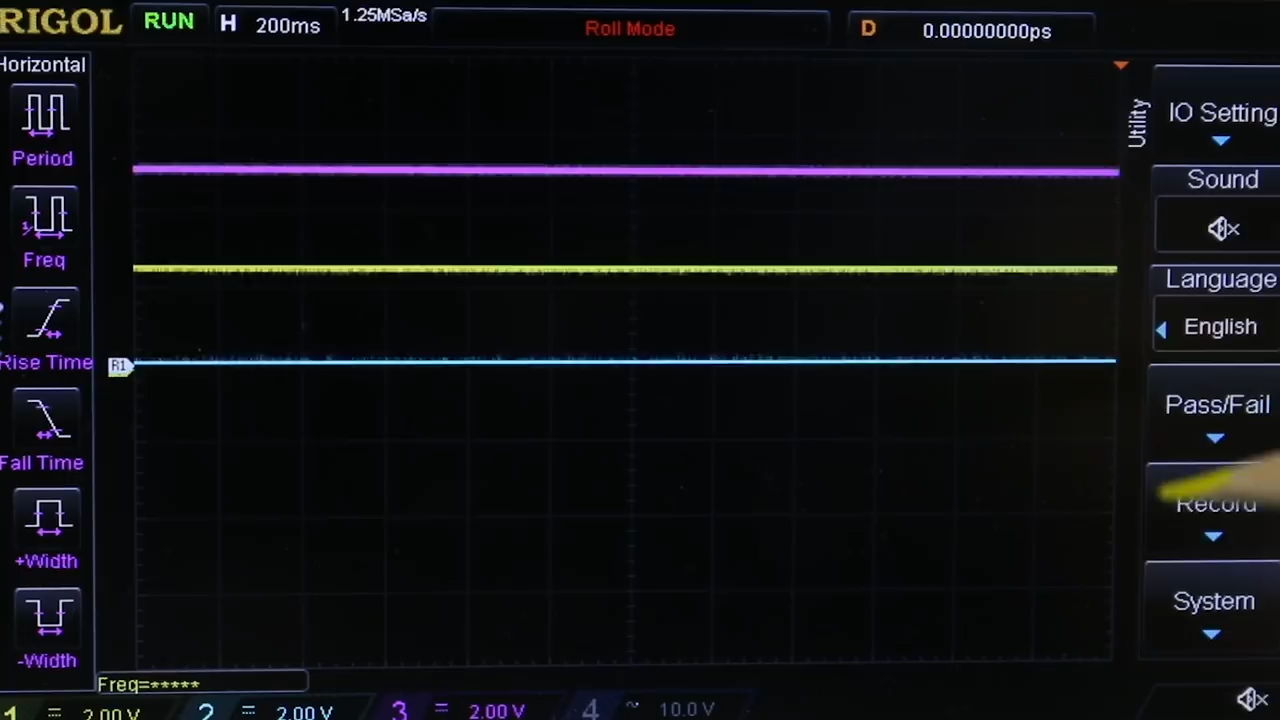 RIGOL RUN H 200ms 1.25MSa/s Roll Mode D 0.00000000ps
Horizontal
Period
Freq
Rise Time
Fall Time
+Width
-Width
R1
Utility
IO Setting
Sound
Language
English
Pass/Fail
Record
System
Freq=*****
1 = 2.00 V 2 = 2.00 V 3 = 2.00 V 4 ~ 10.0 V